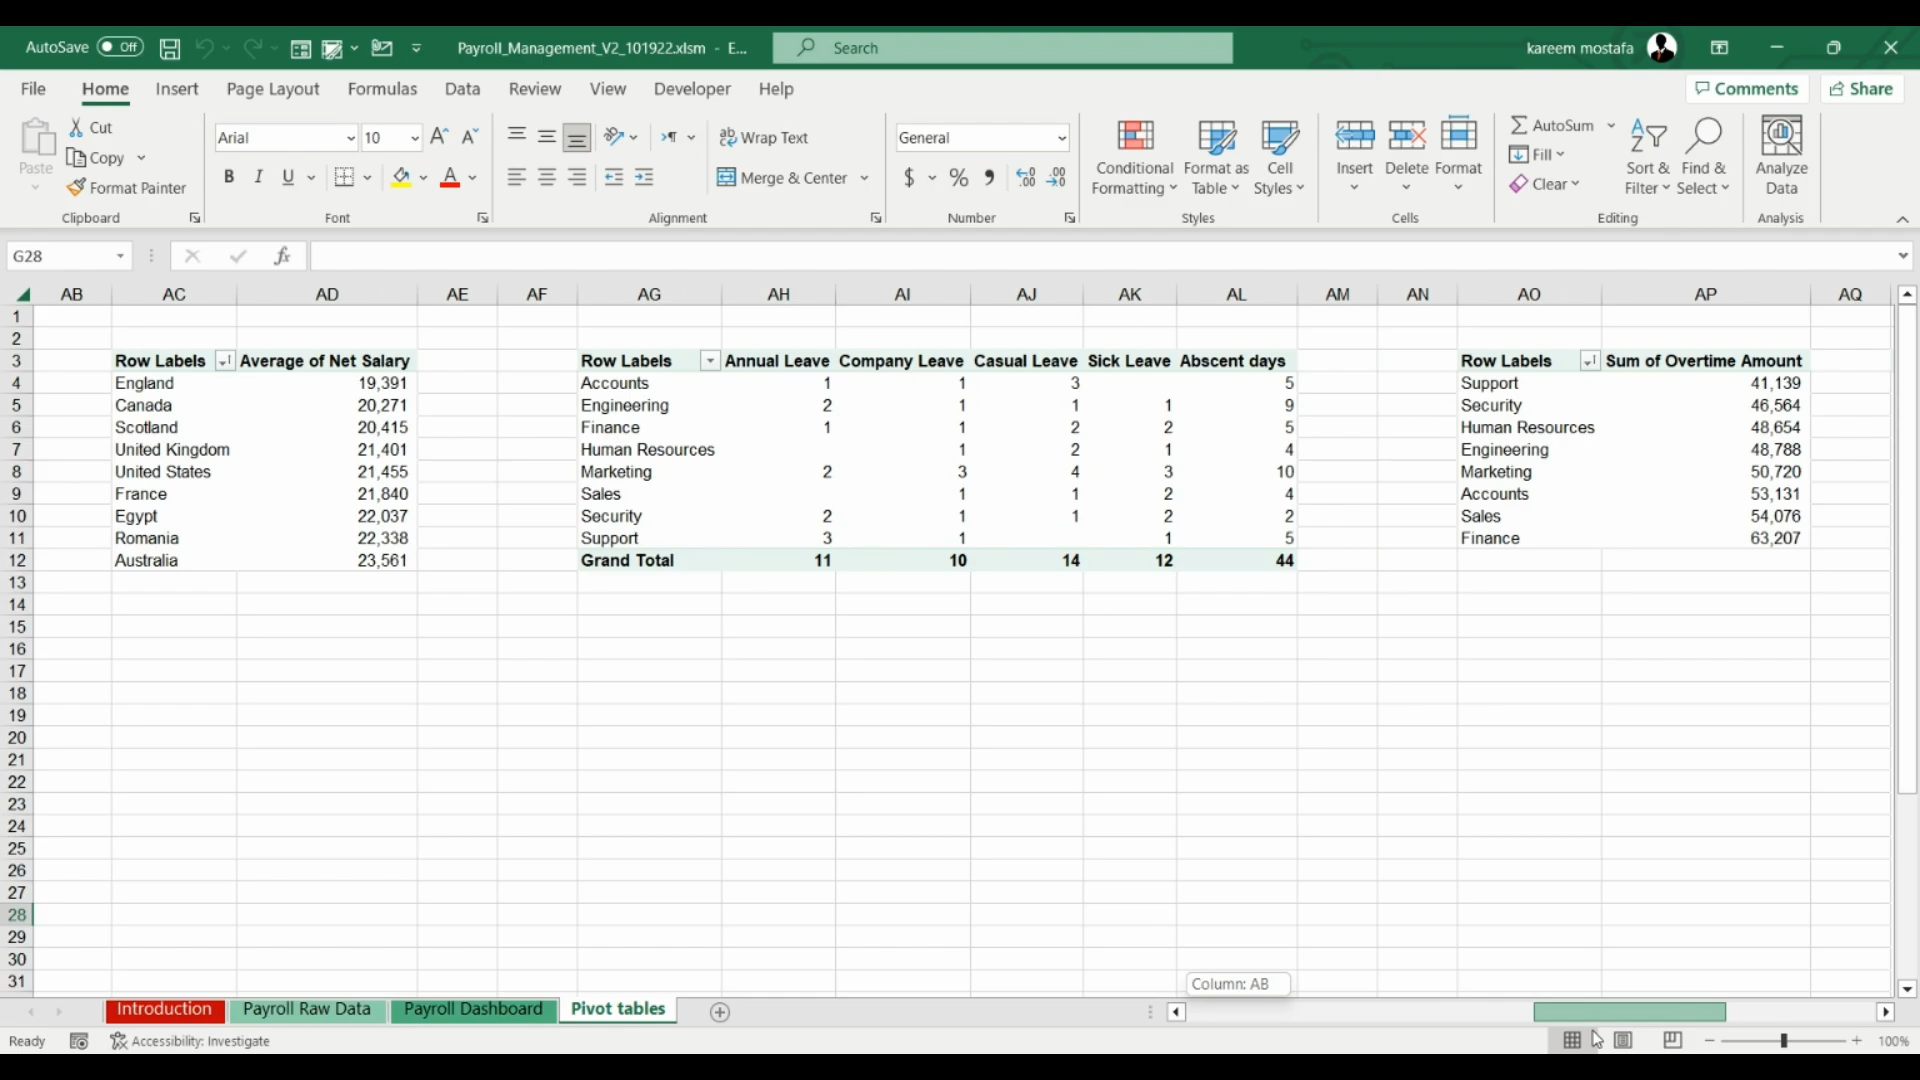 AutoSave Off Payroll_Management_V2_101922.xlsm - E... Search kareem mostafa
File Home Insert Page Layout Formulas Data Review View Developer Help Comments Share
Paste Cut Copy Format Painter Clipboard
Arial 10 B I U A Font
ab Wrap Text Merge & Center Alignment
General $ % Number
Conditional Formatting Format as Table Cell Styles Styles
Insert Delete Format Cells
AutoSum Fill Clear Sort & Filter Find & Select Editing
Analyze Data Analysis
G28 fx
AB AC AD AE AF AG AH AI AJ AK AL AM AN AO AP AQ
1
2
3 Row Labels Average of Net Salary Row Labels Annual Leave Company Leave Casual Leave Sick Leave Abscent days Row Labels Sum of Overtime Amount
4 England 19,391 Accounts 1 1 3 5 Support 41,139
5 Canada 20,271 Engineering 2 1 1 1 9 Security 46,564
6 Scotland 20,415 Finance 1 1 2 2 5 Human Resources 48,654
7 United Kingdom 21,401 Human Resources 1 2 1 4 Engineering 48,788
8 United States 21,455 Marketing 2 3 4 3 10 Marketing 50,720
9 France 21,840 Sales 1 1 2 4 Accounts 53,131
10 Egypt 22,037 Security 2 1 1 2 2 Sales 54,076
11 Romania 22,338 Support 3 1 1 5 Finance 63,207
12 Australia 23,561 Grand Total 11 10 14 12 44
13
14
15
16
17
18
19
20
21
22
23
24
25
26
27
28
29
30
31
Column: AB
Introduction Payroll Raw Data Payroll Dashboard Pivot tables
Ready Accessibility: Investigate 100%